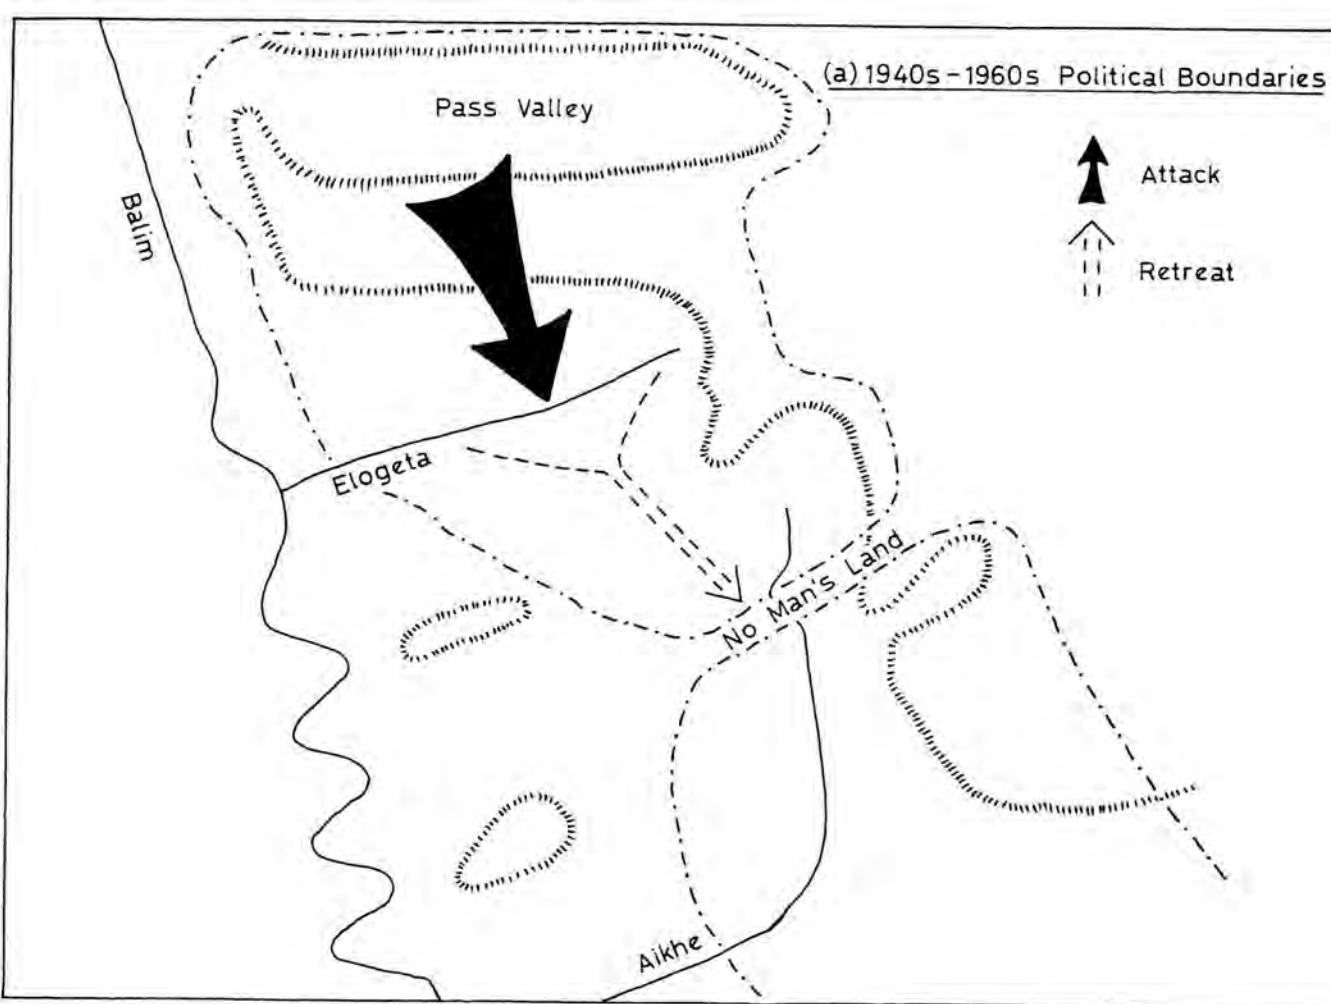 (a) 1940s-1960s Political Boundaries
Pass Valley
Attack
Balim
Retreat
Elogeta
No Man's Land
Aikhe